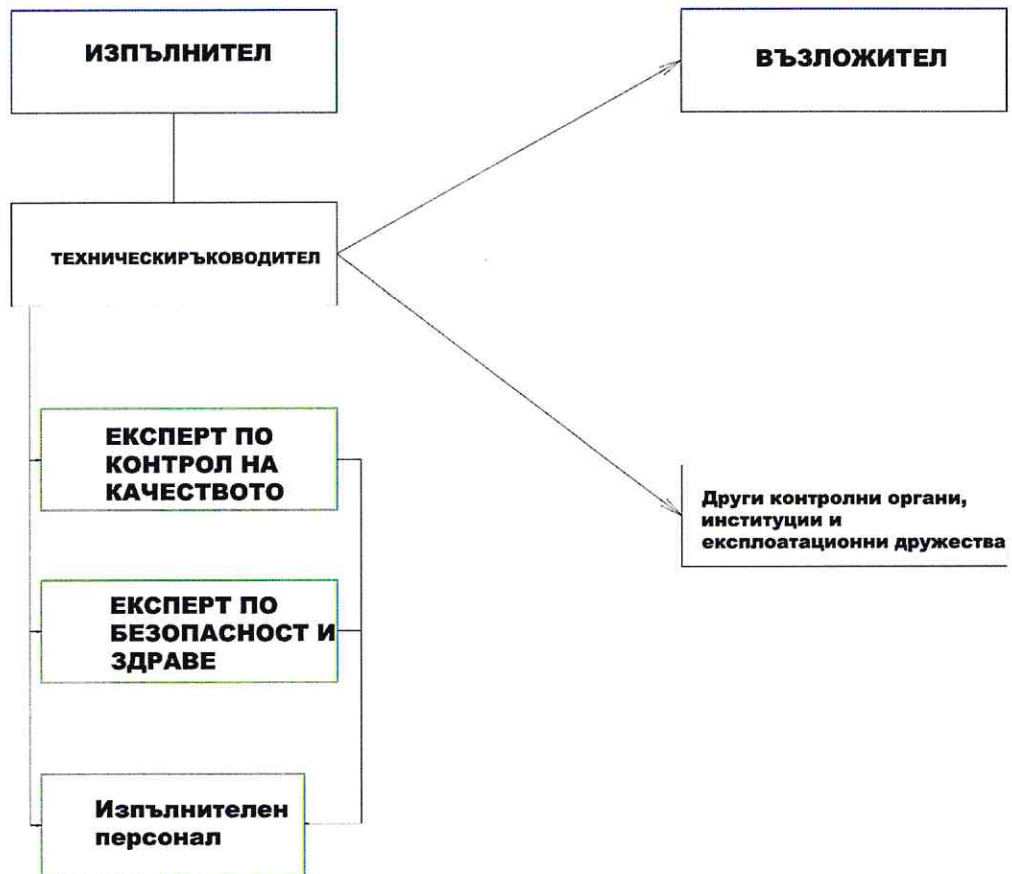 ИЗПЪЛНИТЕЛ
ВЪЗЛОЖИТЕЛ
ТЕХНИЧЕСКИРЪКОВОДИТЕЛ
ЕКСПЕРТ ПО
КОНТРОЛ НА
КАЧЕСТВОТО
Други контролни органи,
институции и
експлоатационни дружества
ЕКСПЕРТ ПО
БЕЗОПАСНОСТ И
ЗДРАВЕ
Изпълнителен
персонал